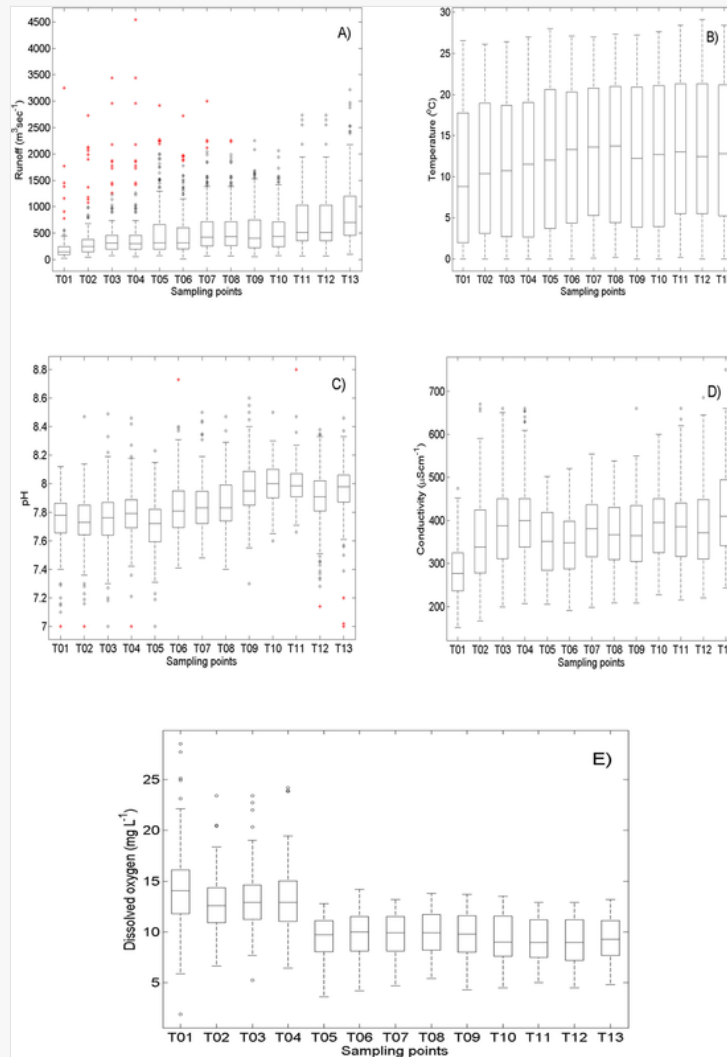 A)
4500
4000
3500
3000
2500
2000
1500
1000
500
0
Runoff (m³sec⁻¹)
T01 T02 T03 T04 T05 T06 T07 T08 T09 T10 T11 T12 T13
Sampling points
B)
30
25
20
15
10
5
0
Temperature (°C)
T01 T02 T03 T04 T05 T06 T07 T08 T09 T10 T11 T12 T1
Sampling points
C)
8.8
8.6
8.4
8.2
8
7.8
7.6
7.4
7.2
7
pH
T01 T02 T03 T04 T05 T06 T07 T08 T09 T10 T11 T12 T13
Sampling points
D)
700
600
500
400
300
200
Conductivity (µScm⁻¹)
T01 T02 T03 T04 T05 T06 T07 T08 T09 T10 T11 T12 T1
Sampling points
E)
25
20
15
10
5
Dissolved oxygen (mg L⁻¹)
T01 T02 T03 T04 T05 T06 T07 T08 T09 T10 T11 T12 T13
Sampling points